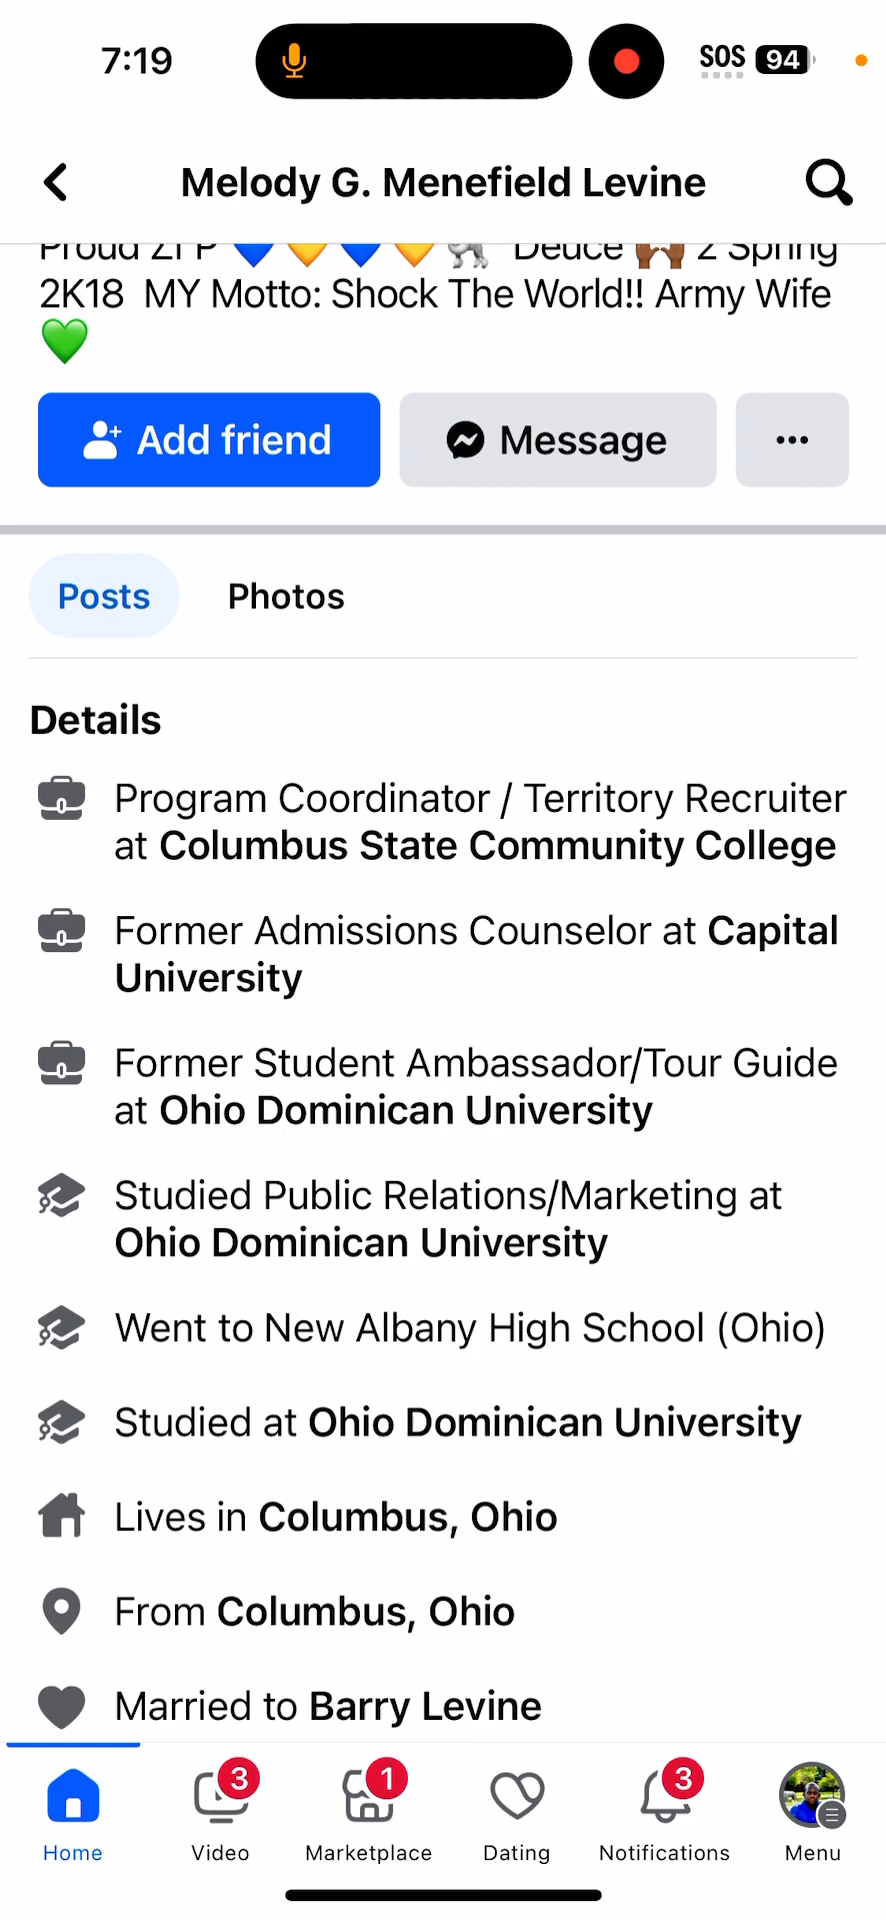 7:19
SOS 94
Melody G. Menefield Levine
Proud ZΓP 💙 💛 💙 💛 🐩 Deuce 🙌🏾 2 Spring
2K18 MY Motto: Shock The World!! Army Wife
💚
Add friend
Message
Posts
Photos
Details
Program Coordinator / Territory Recruiter
at Columbus State Community College
Former Admissions Counselor at Capital
University
Former Student Ambassador/Tour Guide
at Ohio Dominican University
Studied Public Relations/Marketing at
Ohio Dominican University
Went to New Albany High School (Ohio)
Studied at Ohio Dominican University
Lives in Columbus, Ohio
From Columbus, Ohio
Married to Barry Levine
3
1
3
Home
Video
Marketplace
Dating
Notifications
Menu